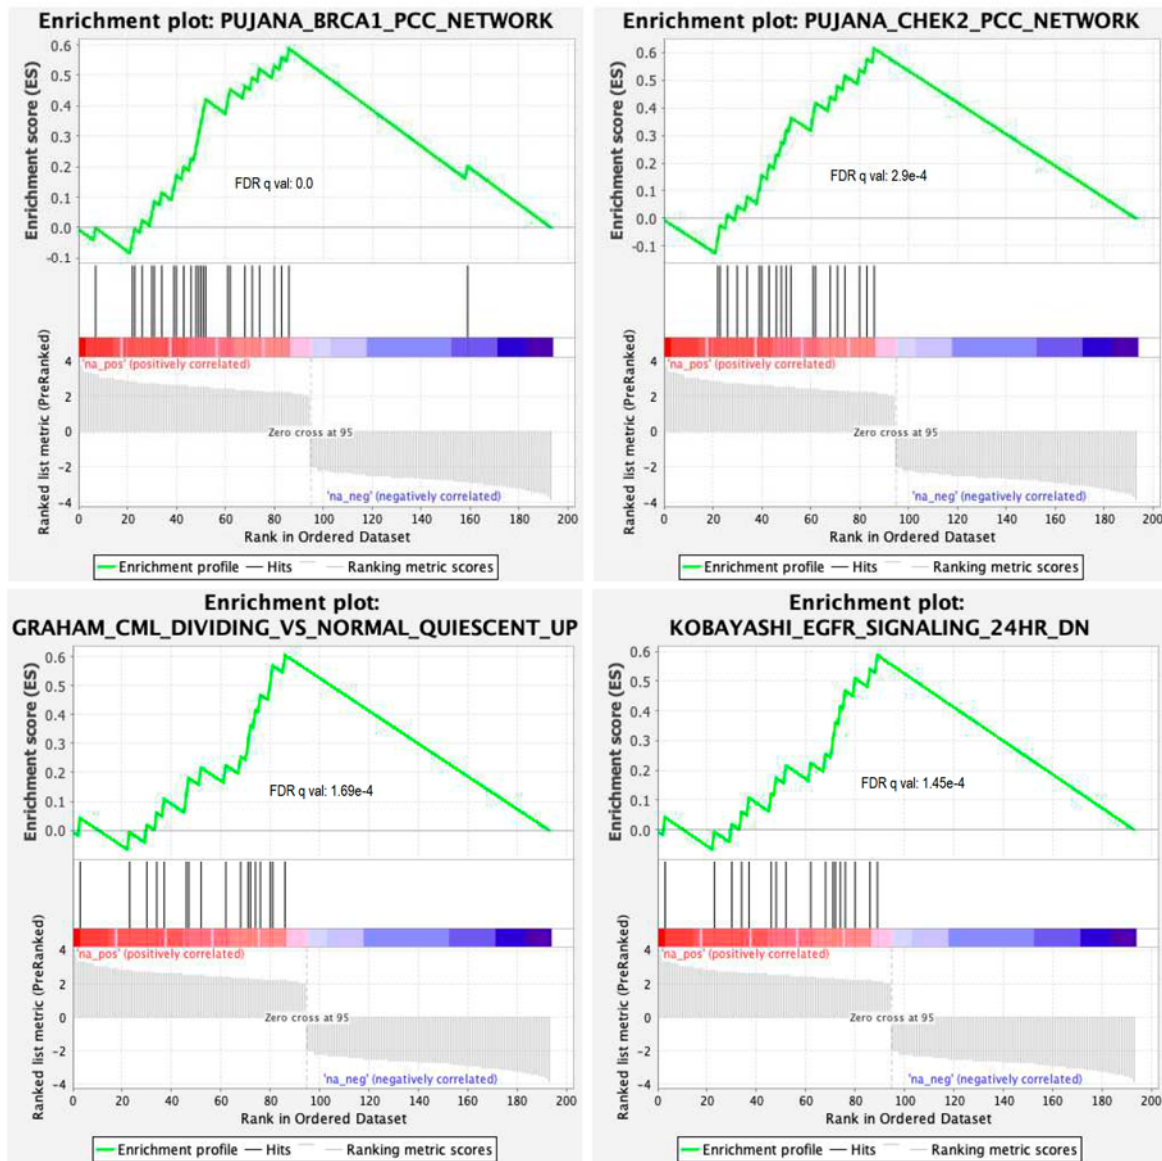 Enrichment plot: PUJANA_BRCA1_PCC_NETWORK
Enrichment score (ES)
0.6
0.5
0.4
0.3
0.2
0.1
0.0
-0.1
FDR q val: 0.0
Ranked list metric (PreRanked)
4
2
0
-2
-4
'na_pos' (positively correlated)
Zero cross at 95
'na_neg' (negatively correlated)
0 20 40 60 80 100 120 140 160 180 200
Rank in Ordered Dataset
Enrichment profile Hits Ranking metric scores
Enrichment plot: PUJANA_CHEK2_PCC_NETWORK
Enrichment score (ES)
0.6
0.5
0.4
0.3
0.2
0.1
0.0
-0.1
FDR q val: 2.9e-4
Ranked list metric (PreRanked)
4
2
0
-2
-4
'na_pos' (positively correlated)
Zero cross at 95
'na_neg' (negatively correlated)
0 20 40 60 80 100 120 140 160 180 200
Rank in Ordered Dataset
Enrichment profile Hits Ranking metric scores
Enrichment plot:
GRAHAM_CML_DIVIDING_VS_NORMAL_QUIESCENT_UP
Enrichment score (ES)
0.6
0.5
0.4
0.3
0.2
0.1
0.0
FDR q val: 1.69e-4
Ranked list metric (PreRanked)
4
2
0
-2
-4
'na_pos' (positively correlated)
Zero cross at 95
'na_neg' (negatively correlated)
0 20 40 60 80 100 120 140 160 180 200
Rank in Ordered Dataset
Enrichment profile Hits Ranking metric scores
Enrichment plot:
KOBAYASHI_EGFR_SIGNALING_24HR_DN
Enrichment score (ES)
0.6
0.5
0.4
0.3
0.2
0.1
0.0
FDR q val: 1.45e-4
Ranked list metric (PreRanked)
4
2
0
-2
-4
'na_pos' (positively correlated)
Zero cross at 95
'na_neg' (negatively correlated)
0 20 40 60 80 100 120 140 160 180 200
Rank in Ordered Dataset
Enrichment profile Hits Ranking metric scores